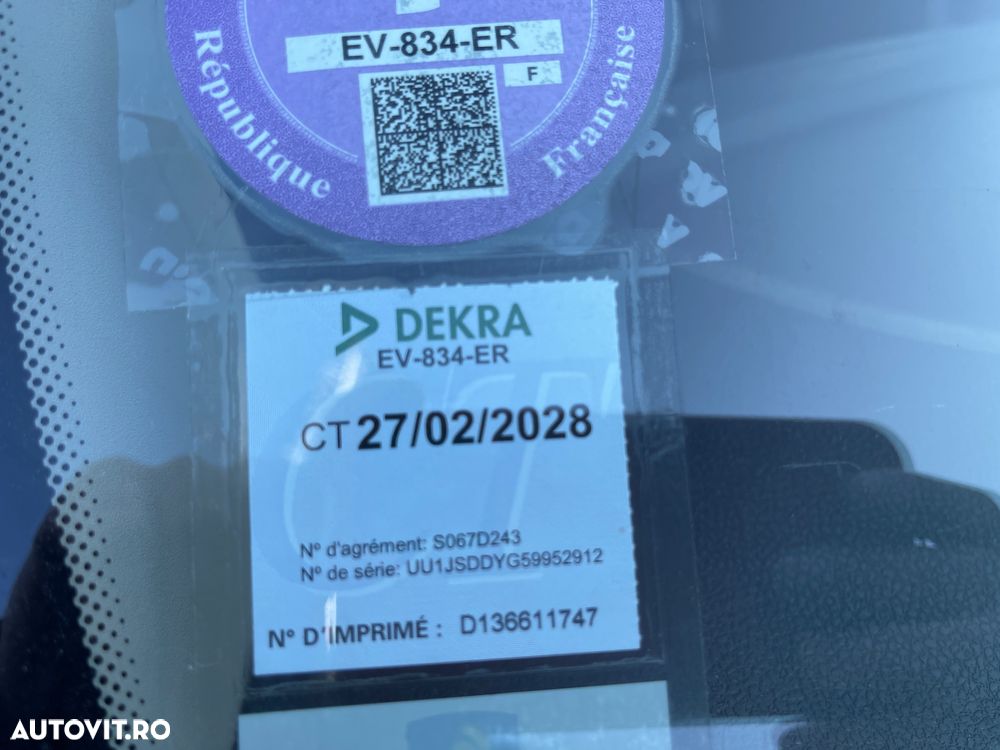 EV-834-ER
F
République Française
DEKRA
EV-834-ER
CT 27/02/2028
N° d'agrément: S067D243
N° de série: UU1JSDDYG59952912
N° D'IMPRIMÉ : D136611747
AUTOVIT.RO